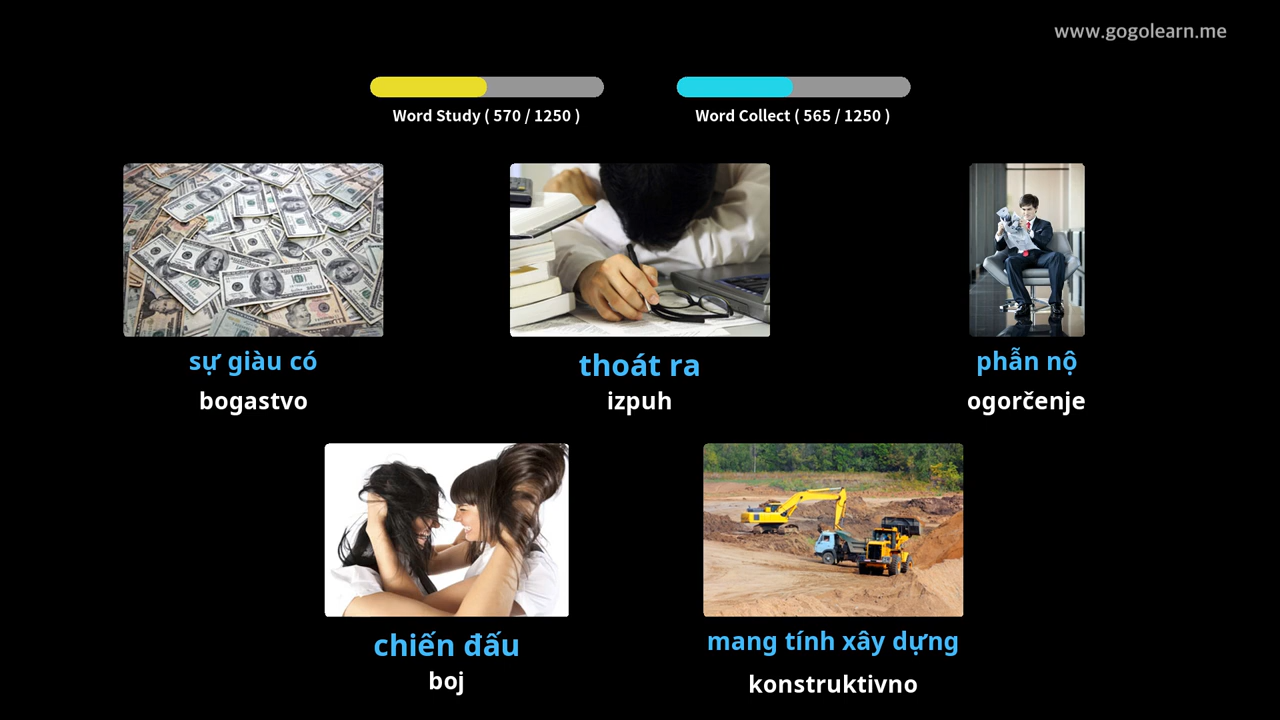 www.gogolearn.me
Word Study ( 570 / 1250 )
Word Collect ( 565 / 1250 )
sự giàu có
thoát ra
phẫn nộ
bogastvo
izpuh
ogorčenje
chiến đấu
mang tính xây dựng
boj
konstruktivno